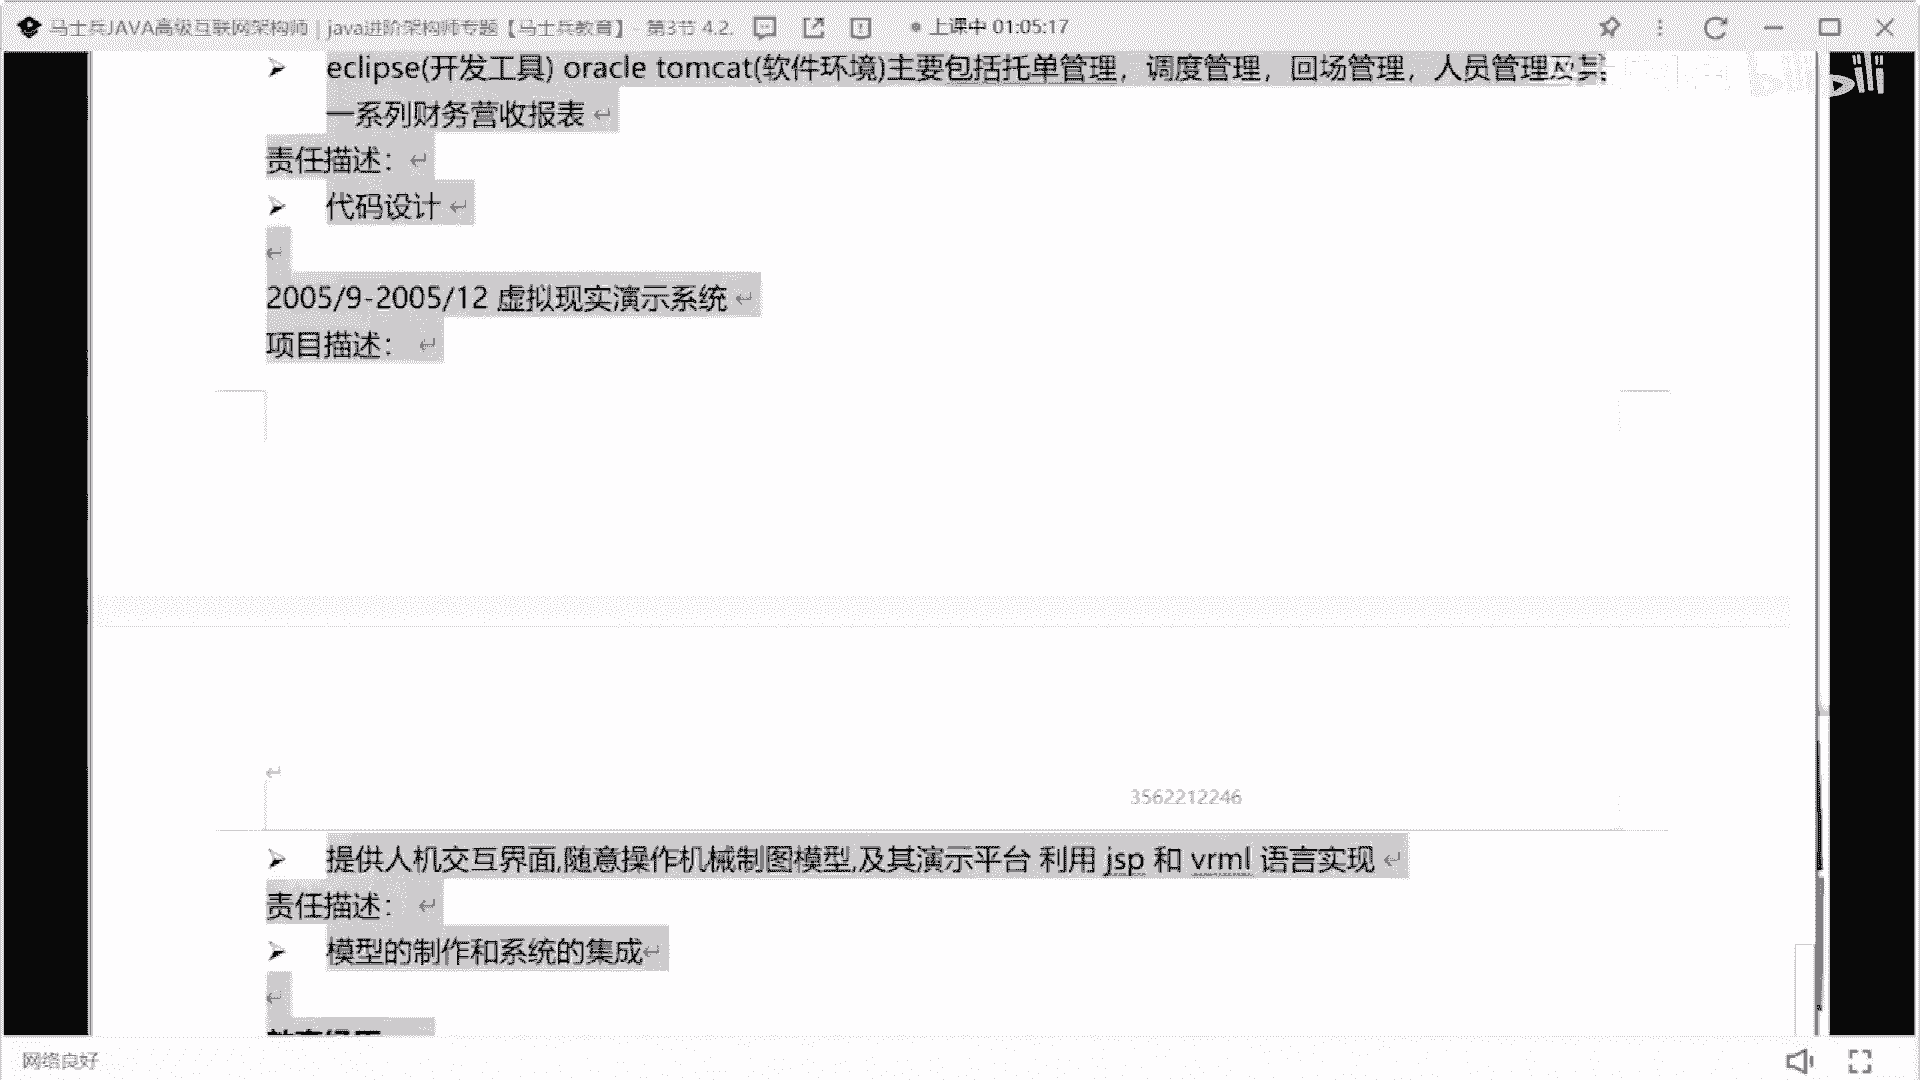 马士兵JAVA高级互联网架构师 | java进阶架构师专题【马士兵教育】 - 第3节 4.2.
上课中 01:05:17
eclipse(开发工具) oracle tomcat(软件环境)主要包括托单管理，调度管理，回场管理，人员管理及其
一系列财务营收报表
责任描述：
代码设计
2005/9-2005/12 虚拟现实演示系统
项目描述：
3562212246
提供人机交互界面,随意操作机械制图模型,及其演示平台 利用 jsp 和 vrml 语言实现
责任描述：
模型的制作和系统的集成
网络良好